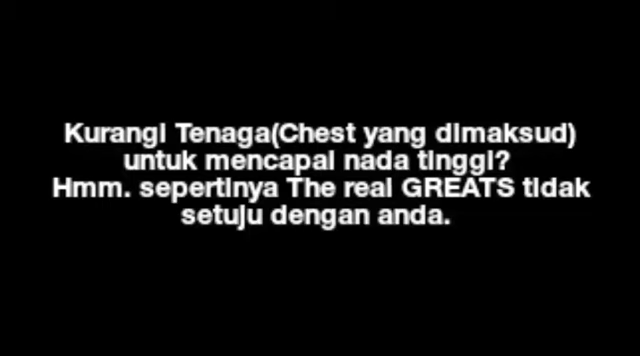 Kurangi Tenaga(Chest yang dimaksud)
untuk mencapai nada tinggi?
Hmm. sepertinya The real GREATS tidak
setuju dengan anda.